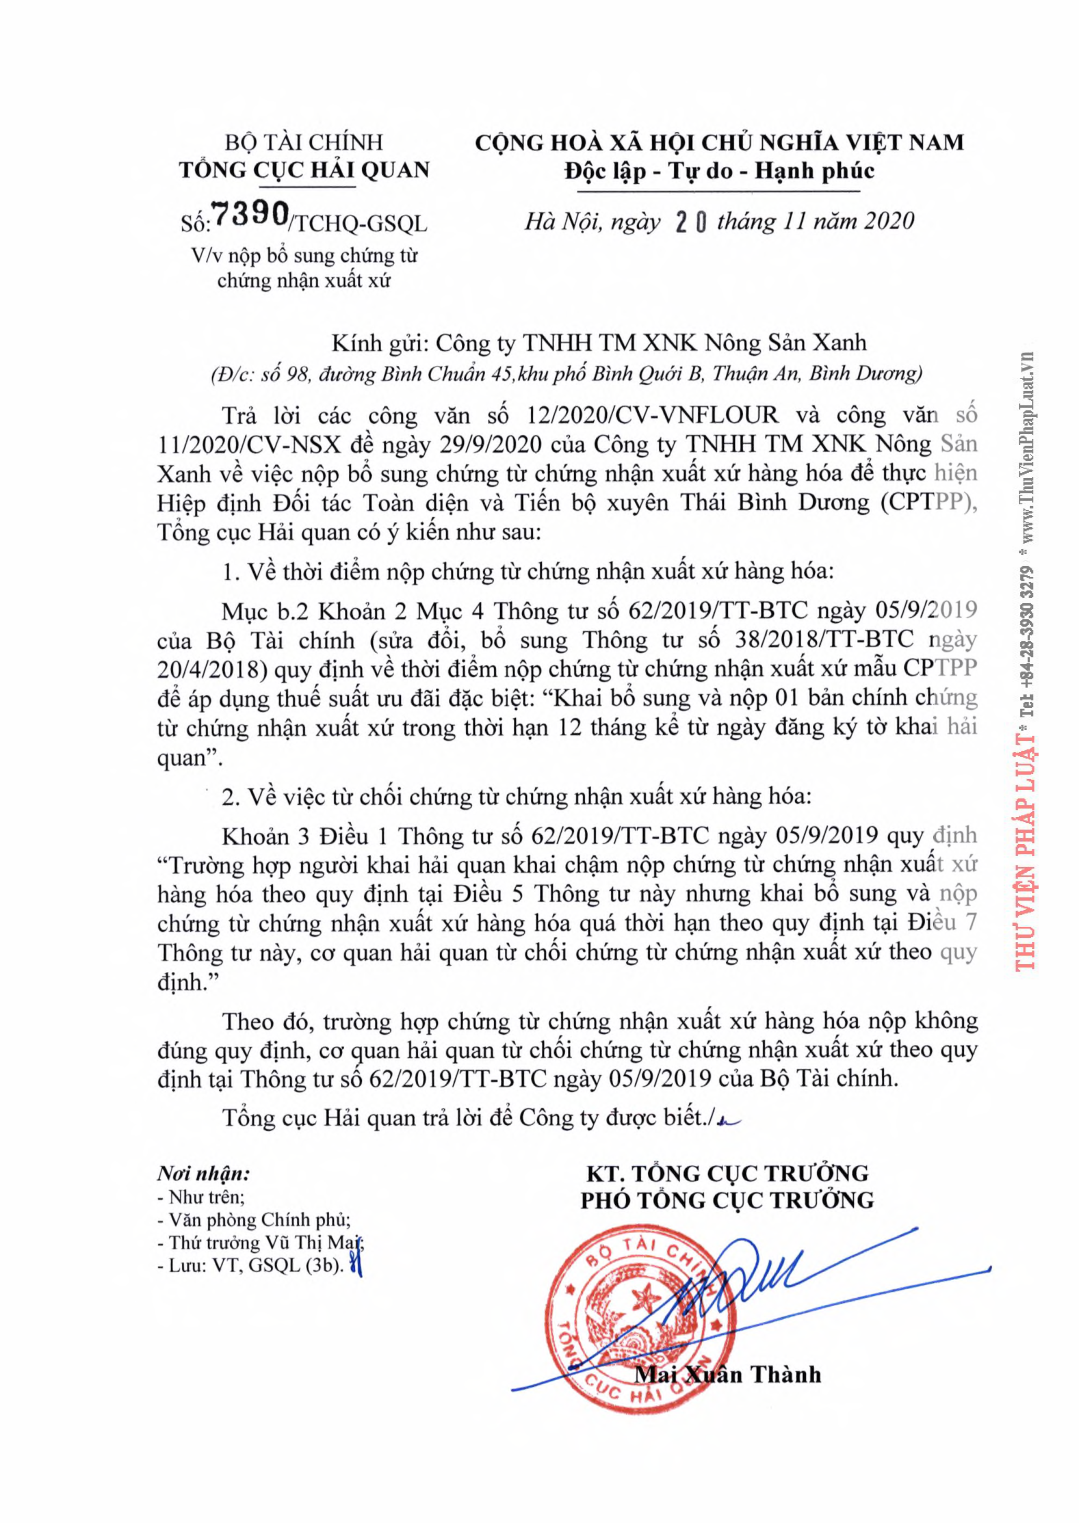 BỘ TÀI CHÍNH
TỔNG CỤC HẢI QUAN
Số:7390/TCHQ-GSQL
V/v nộp bổ sung chứng từ
chứng nhận xuất xứ
CỘNG HOÀ XÃ HỘI CHỦ NGHĨA VIỆT NAM
Độc lập - Tự do - Hạnh phúc
Hà Nội, ngày 20 tháng 11 năm 2020
Kính gửi: Công ty TNHH TM XNK Nông Sản Xanh
(Đ/c: số 98, đường Bình Chuẩn 45,khu phố Bình Quới B, Thuận An, Bình Dương)
Trả lời các công văn số 12/2020/CV-VNFLOUR và công văn số
11/2020/CV-NSX đề ngày 29/9/2020 của Công ty TNHH TM XNK Nông Sản
Xanh về việc nộp bổ sung chứng từ chứng nhận xuất xứ hàng hóa để thực hiện
Hiệp định Đối tác Toàn diện và Tiến bộ xuyên Thái Bình Dương (CPTPP),
Tổng cục Hải quan có ý kiến như sau:
1. Về thời điểm nộp chứng từ chứng nhận xuất xứ hàng hóa:
Mục b.2 Khoản 2 Mục 4 Thông tư số 62/2019/TT-BTC ngày 05/9/2019
của Bộ Tài chính (sửa đổi, bổ sung Thông tư số 38/2018/TT-BTC ngày
20/4/2018) quy định về thời điểm nộp chứng từ chứng nhận xuất xứ mẫu CPTPP
để áp dụng thuế suất ưu đãi đặc biệt: “Khai bổ sung và nộp 01 bản chính chứng
từ chứng nhận xuất xứ trong thời hạn 12 tháng kể từ ngày đăng ký tờ khai hải
quan”.
2. Về việc từ chối chứng từ chứng nhận xuất xứ hàng hóa:
Khoản 3 Điều 1 Thông tư số 62/2019/TT-BTC ngày 05/9/2019 quy định
“Trường hợp người khai hải quan khai chậm nộp chứng từ chứng nhận xuất xứ
hàng hóa theo quy định tại Điều 5 Thông tư này nhưng khai bổ sung và nộp
chứng từ chứng nhận xuất xứ hàng hóa quá thời hạn theo quy định tại Điều 7
Thông tư này, cơ quan hải quan từ chối chứng từ chứng nhận xuất xứ theo quy
định.”
Theo đó, trường hợp chứng từ chứng nhận xuất xứ hàng hóa nộp không
đúng quy định, cơ quan hải quan từ chối chứng từ chứng nhận xuất xứ theo quy
định tại Thông tư số 62/2019/TT-BTC ngày 05/9/2019 của Bộ Tài chính.
Tổng cục Hải quan trả lời để Công ty được biết./.
Nơi nhận:
- Như trên;
- Văn phòng Chính phủ;
- Thứ trưởng Vũ Thị Mai;
- Lưu: VT, GSQL (3b).
KT. TỔNG CỤC TRƯỞNG
PHÓ TỔNG CỤC TRƯỞNG
BỘ TÀI CHÍNH
TỔNG CỤC HẢI QUAN
Mai Xuân Thành
THƯ VIỆN PHÁP LUẬT * Tel: +84-28-3930 3279 * www.ThuVienPhapLuat.vn